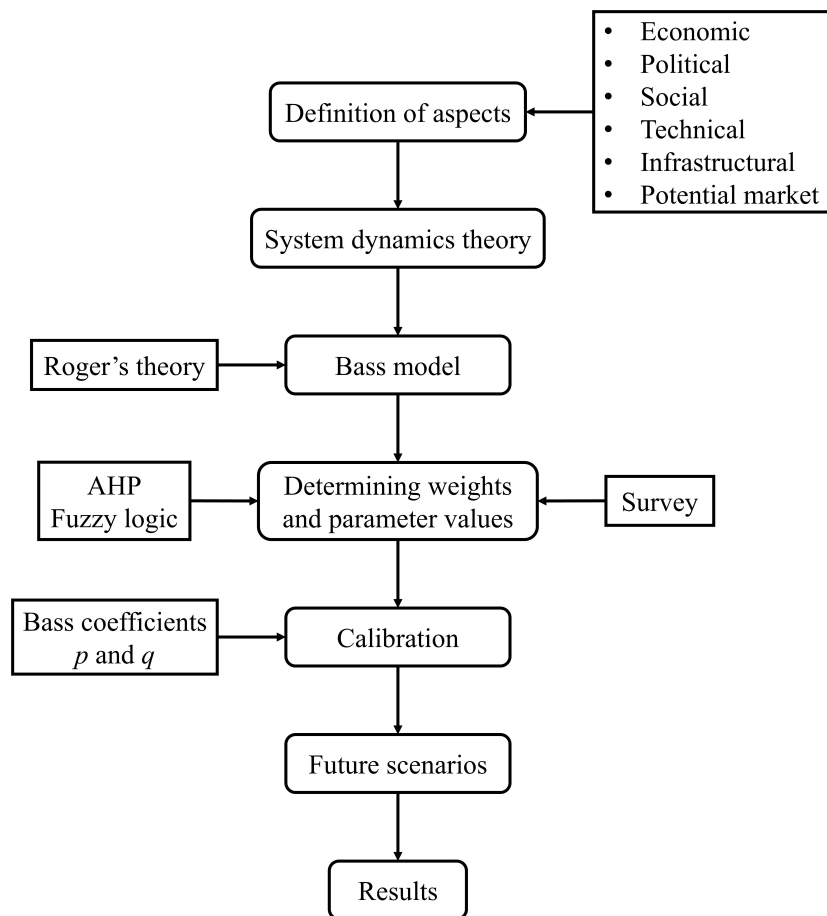 • Economic
• Political
• Social
• Technical
• Infrastructural
• Potential market
Definition of aspects
System dynamics theory
Roger’s theory
Bass model
AHP
Fuzzy logic
Determining weights
and parameter values
Survey
Bass coefficients
p and q
Calibration
Future scenarios
Results